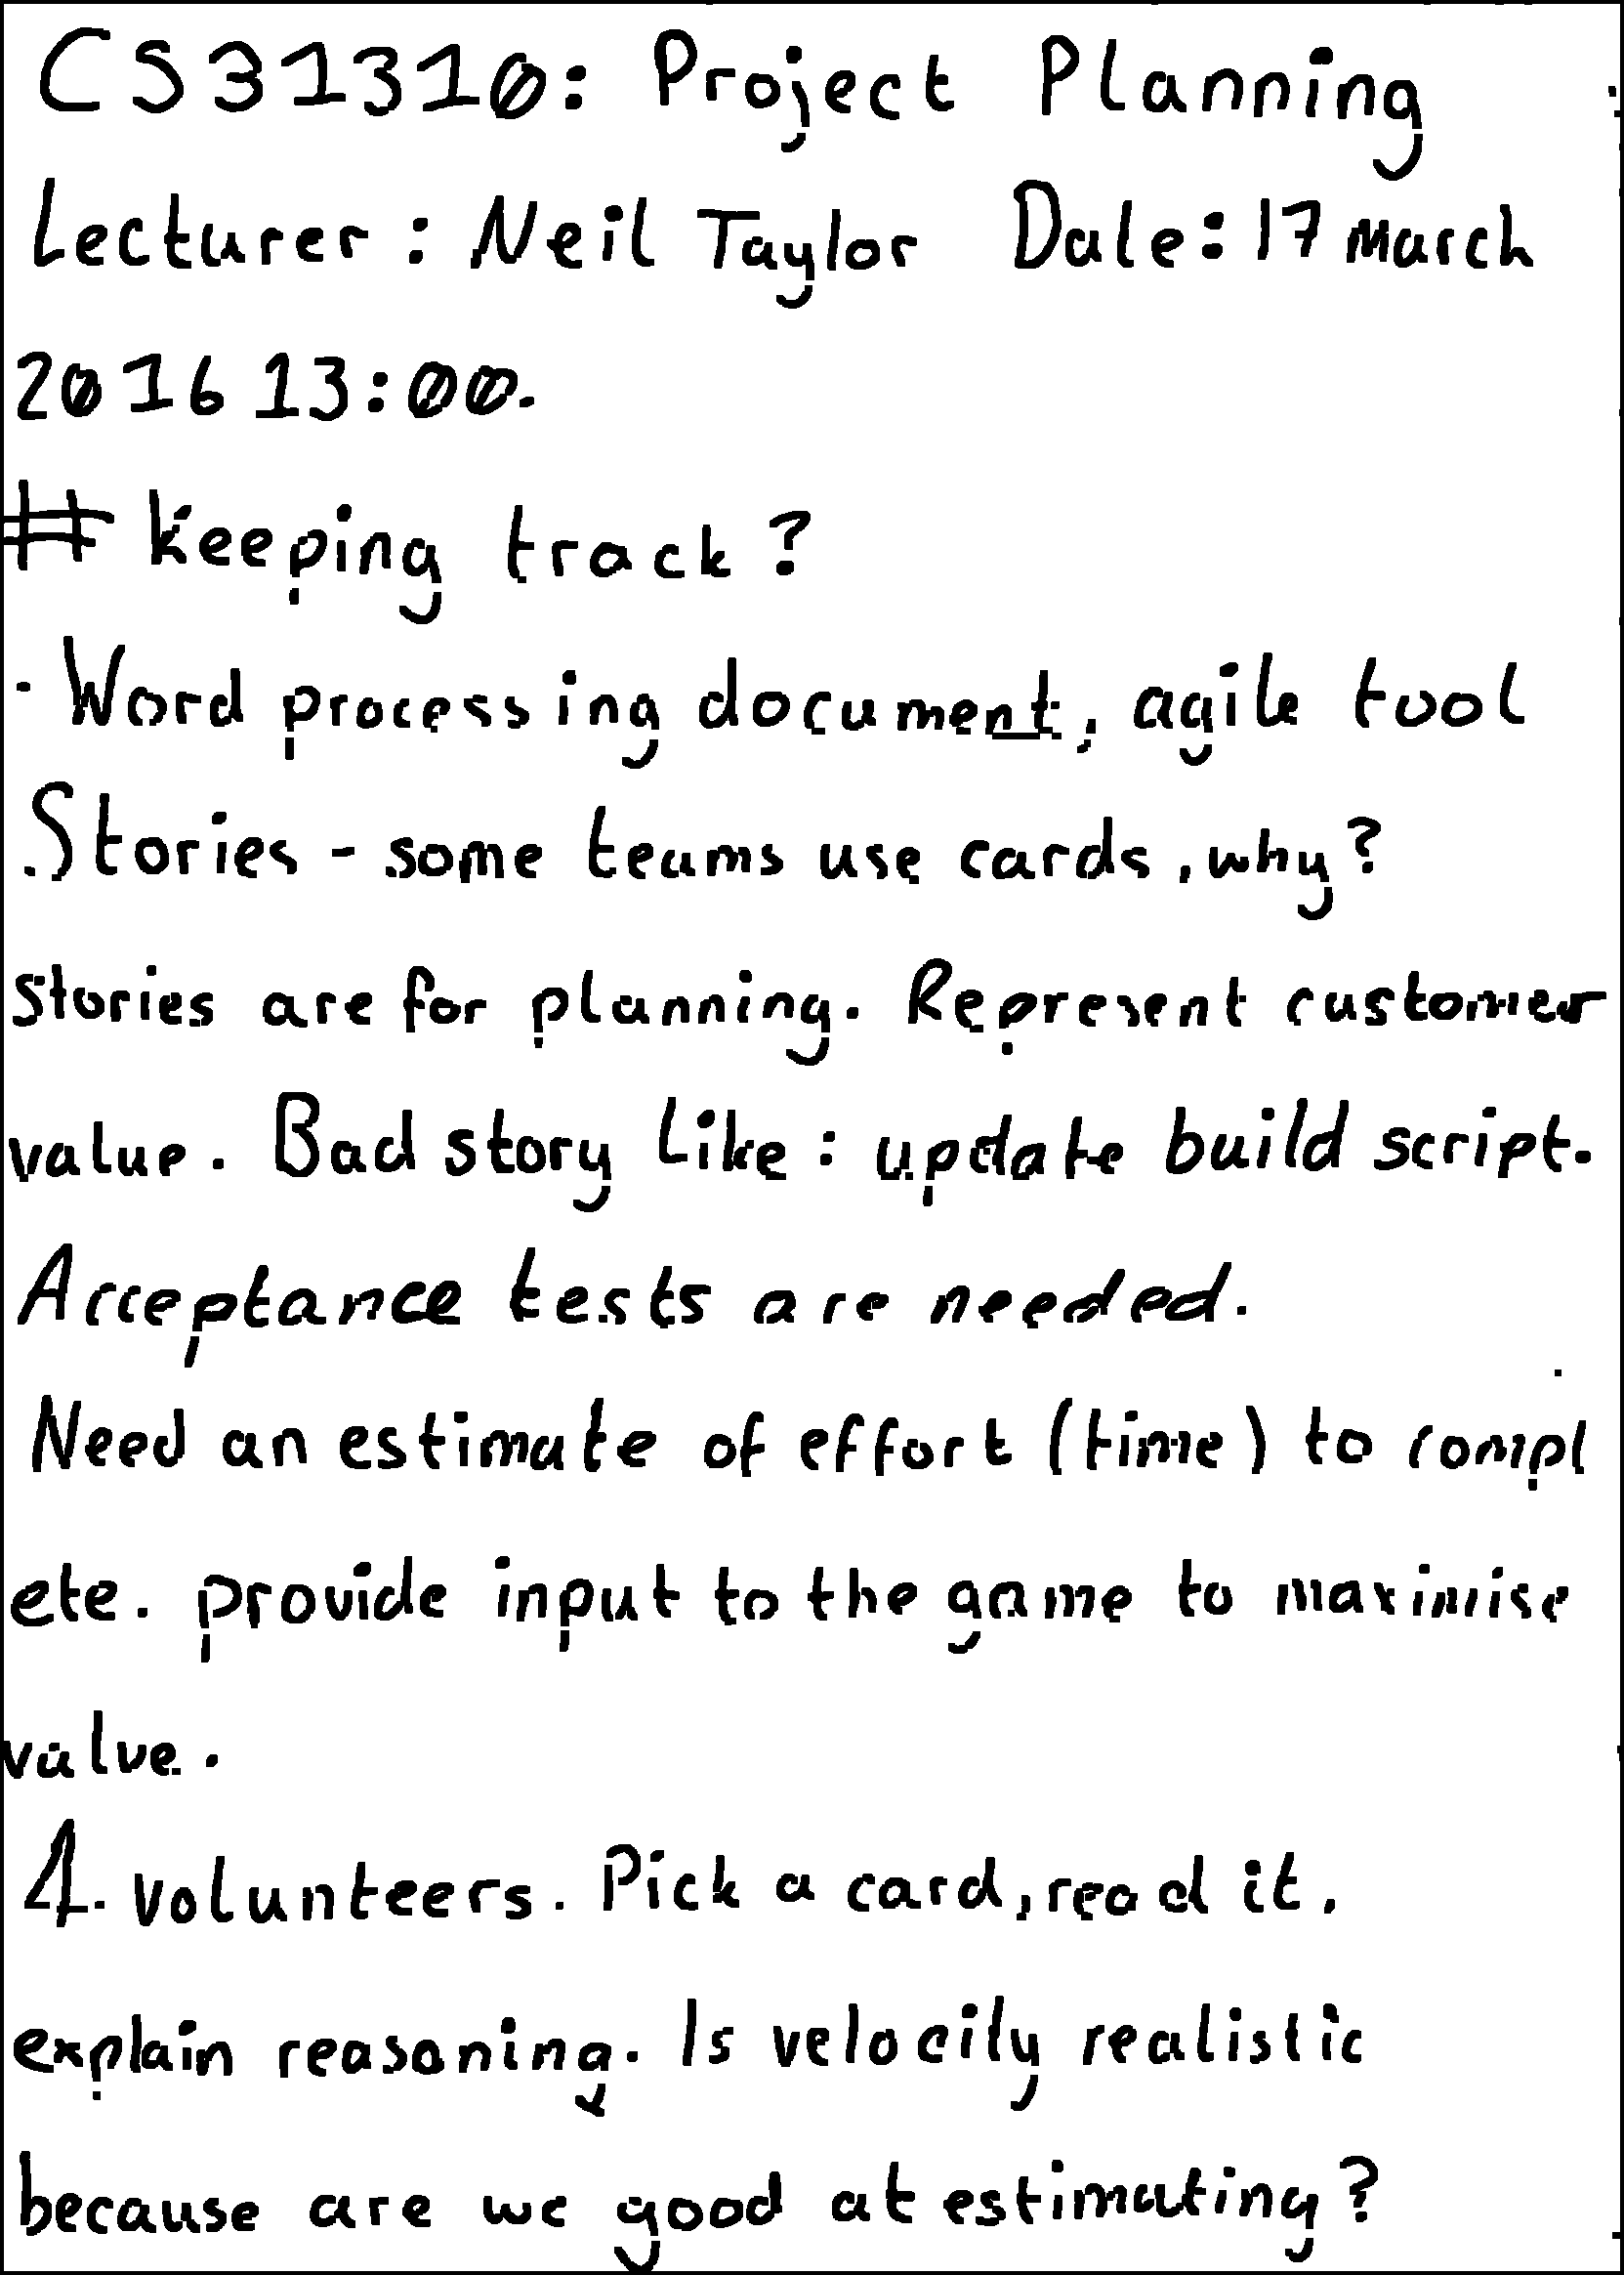 CS31310: Project Planning
Lecturer: Neil Taylor Date: 17 March
2016 13:00.
# Keeping track?
- Word processing document, agile tool
.Stories - some teams use cards, why?
Stories are for planning. Represent customer
value. Bad story like: update build script.
Acceptance tests are needed.
Need an estimate of effort (time) to compl
ete. provide input to the game to maximise
value.
4. volunteers. Pick a card, read it.
explain reasoning. Is velocity realistic
because are we good at estimating?